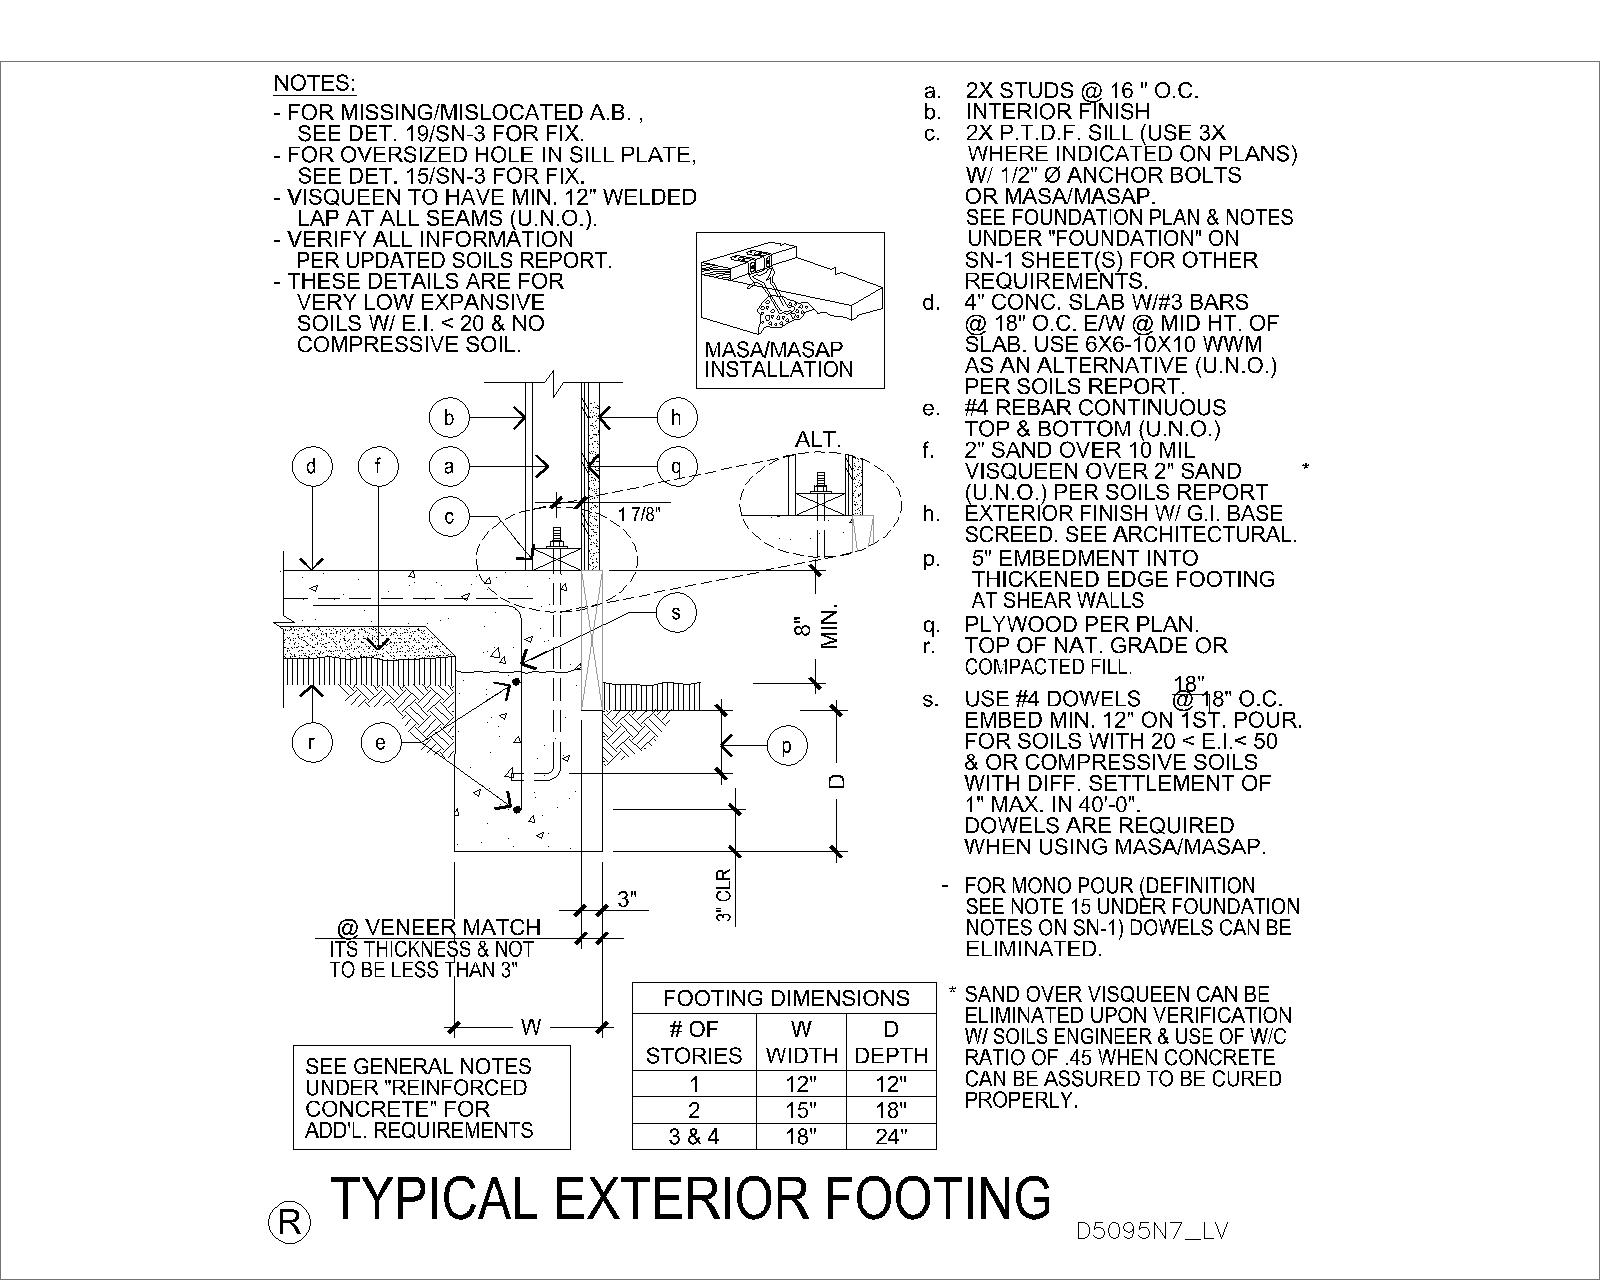 NOTES:
- FOR MISSING/MISLOCATED A.B. ,
SEE DET. 19/SN-3 FOR FIX.
- FOR OVERSIZED HOLE IN SILL PLATE,
SEE DET. 15/SN-3 FOR FIX.
- VISQUEEN TO HAVE MIN. 12" WELDED
LAP AT ALL SEAMS (U.N.O.).
- VERIFY ALL INFORMATION
PER UPDATED SOILS REPORT.
- THESE DETAILS ARE FOR
VERY LOW EXPANSIVE
SOILS W/ E.I. < 20 & NO
COMPRESSIVE SOIL.
MASA/MASAP
INSTALLATION
b
h
ALT.
d
f
a
q
c
1 7/8"
s
8"
MIN.
r
e
p
D
3" CLR
3"
@ VENEER MATCH
ITS THICKNESS & NOT
TO BE LESS THAN 3"
W
SEE GENERAL NOTES
UNDER "REINFORCED
CONCRETE" FOR
ADD'L. REQUIREMENTS
FOOTING DIMENSIONS
# OF STORIES W WIDTH D DEPTH
1 12" 12"
2 15" 18"
3 & 4 18" 24"
a. 2X STUDS @ 16 " O.C.
b. INTERIOR FINISH
c. 2X P.T.D.F. SILL (USE 3X
WHERE INDICATED ON PLANS)
W/ 1/2" Ø ANCHOR BOLTS
OR MASA/MASAP.
SEE FOUNDATION PLAN & NOTES
UNDER "FOUNDATION" ON
SN-1 SHEET(S) FOR OTHER
REQUIREMENTS.
d. 4" CONC. SLAB W/#3 BARS
@ 18" O.C. E/W @ MID HT. OF
SLAB. USE 6X6-10X10 WWM
AS AN ALTERNATIVE (U.N.O.)
PER SOILS REPORT.
e. #4 REBAR CONTINUOUS
TOP & BOTTOM (U.N.O.)
f. 2" SAND OVER 10 MIL
VISQUEEN OVER 2" SAND *
(U.N.O.) PER SOILS REPORT
h. EXTERIOR FINISH W/ G.I. BASE
SCREED. SEE ARCHITECTURAL.
p. 5" EMBEDMENT INTO
THICKENED EDGE FOOTING
AT SHEAR WALLS
q. PLYWOOD PER PLAN.
r. TOP OF NAT. GRADE OR
COMPACTED FILL.
18"
s. USE #4 DOWELS @ 18" O.C.
EMBED MIN. 12" ON 1ST. POUR.
FOR SOILS WITH 20 < E.I.< 50
& OR COMPRESSIVE SOILS
WITH DIFF. SETTLEMENT OF
1" MAX. IN 40'-0".
DOWELS ARE REQUIRED
WHEN USING MASA/MASAP.
- FOR MONO POUR (DEFINITION
SEE NOTE 15 UNDER FOUNDATION
NOTES ON SN-1) DOWELS CAN BE
ELIMINATED.
* SAND OVER VISQUEEN CAN BE
ELIMINATED UPON VERIFICATION
W/ SOILS ENGINEER & USE OF W/C
RATIO OF .45 WHEN CONCRETE
CAN BE ASSURED TO BE CURED
PROPERLY.
R TYPICAL EXTERIOR FOOTING
D5095N7_LV